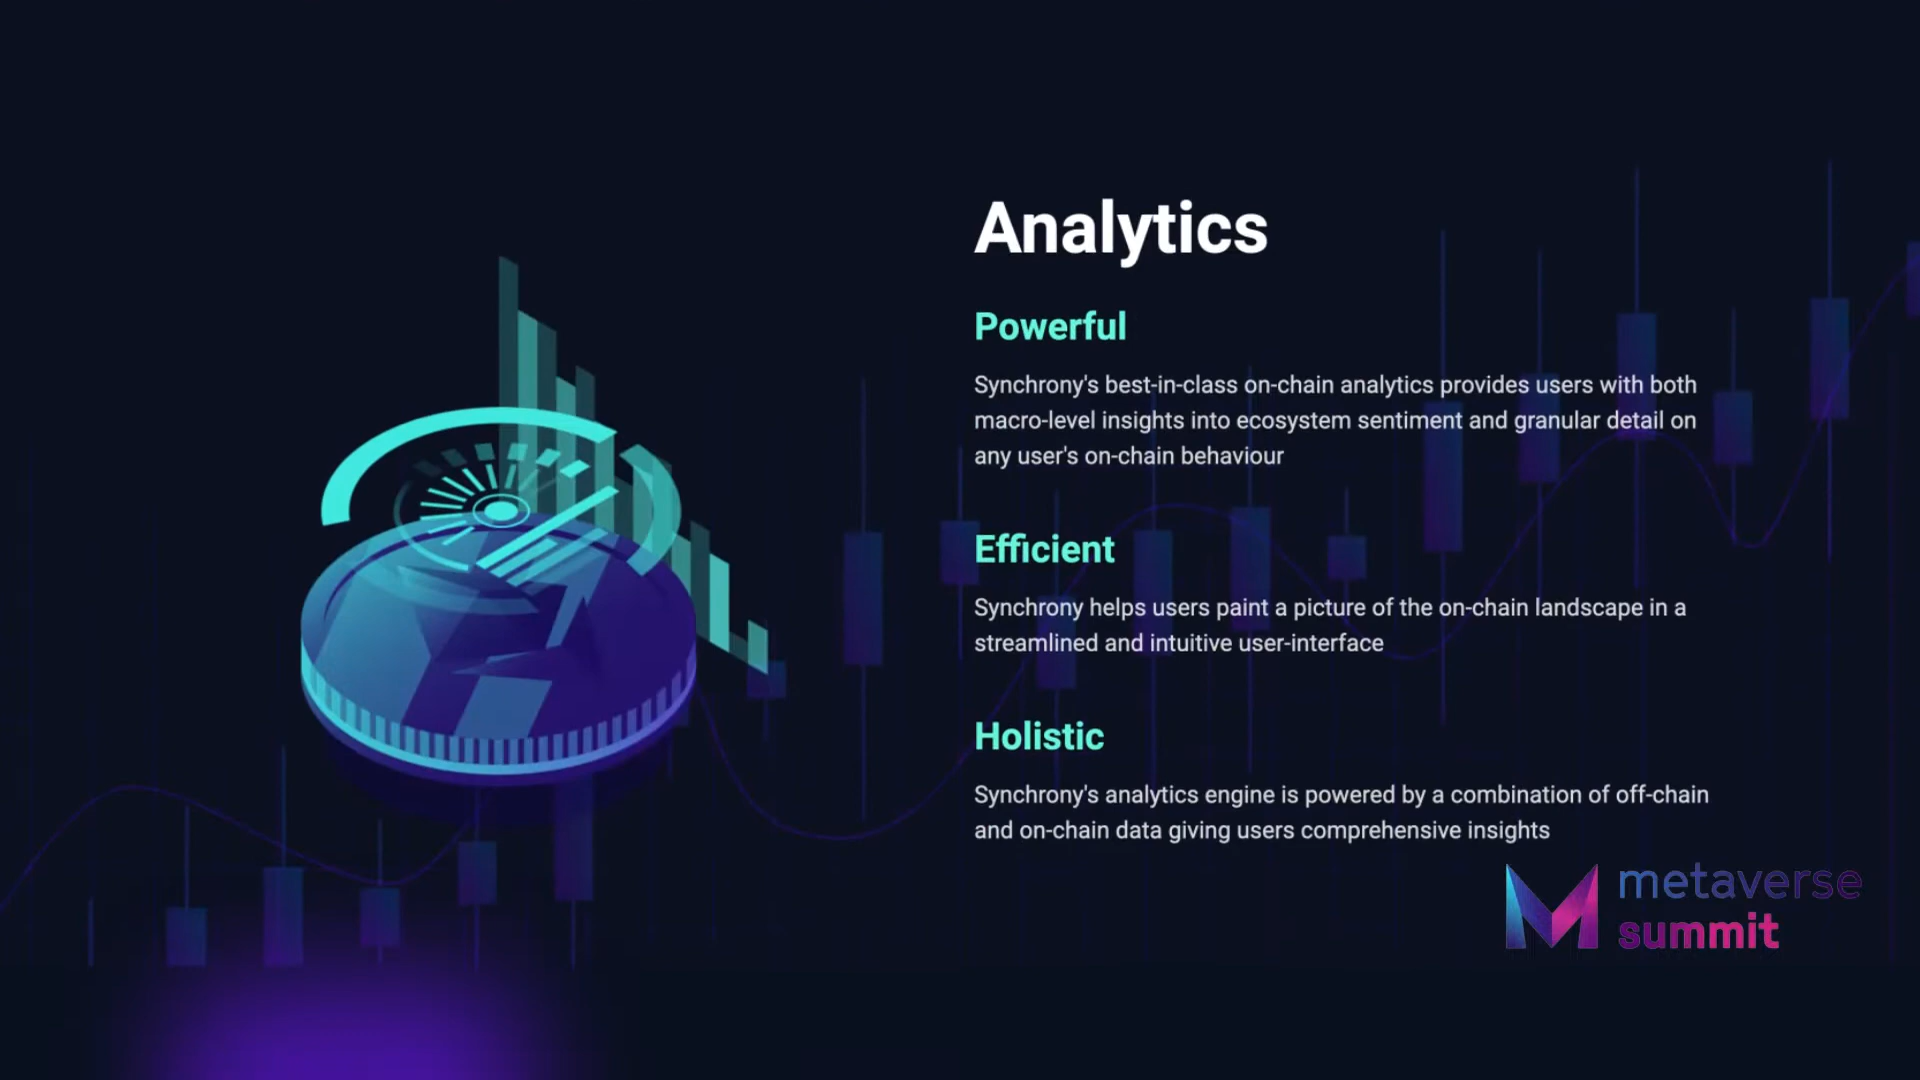 Analytics
Powerful
Synchrony's best-in-class on-chain analytics provides users with both
macro-level insights into ecosystem sentiment and granular detail on
any user's on-chain behaviour
Efficient
Synchrony helps users paint a picture of the on-chain landscape in a
streamlined and intuitive user-interface
Holistic
Synchrony's analytics engine is powered by a combination of off-chain
and on-chain data giving users comprehensive insights
metaverse
summit